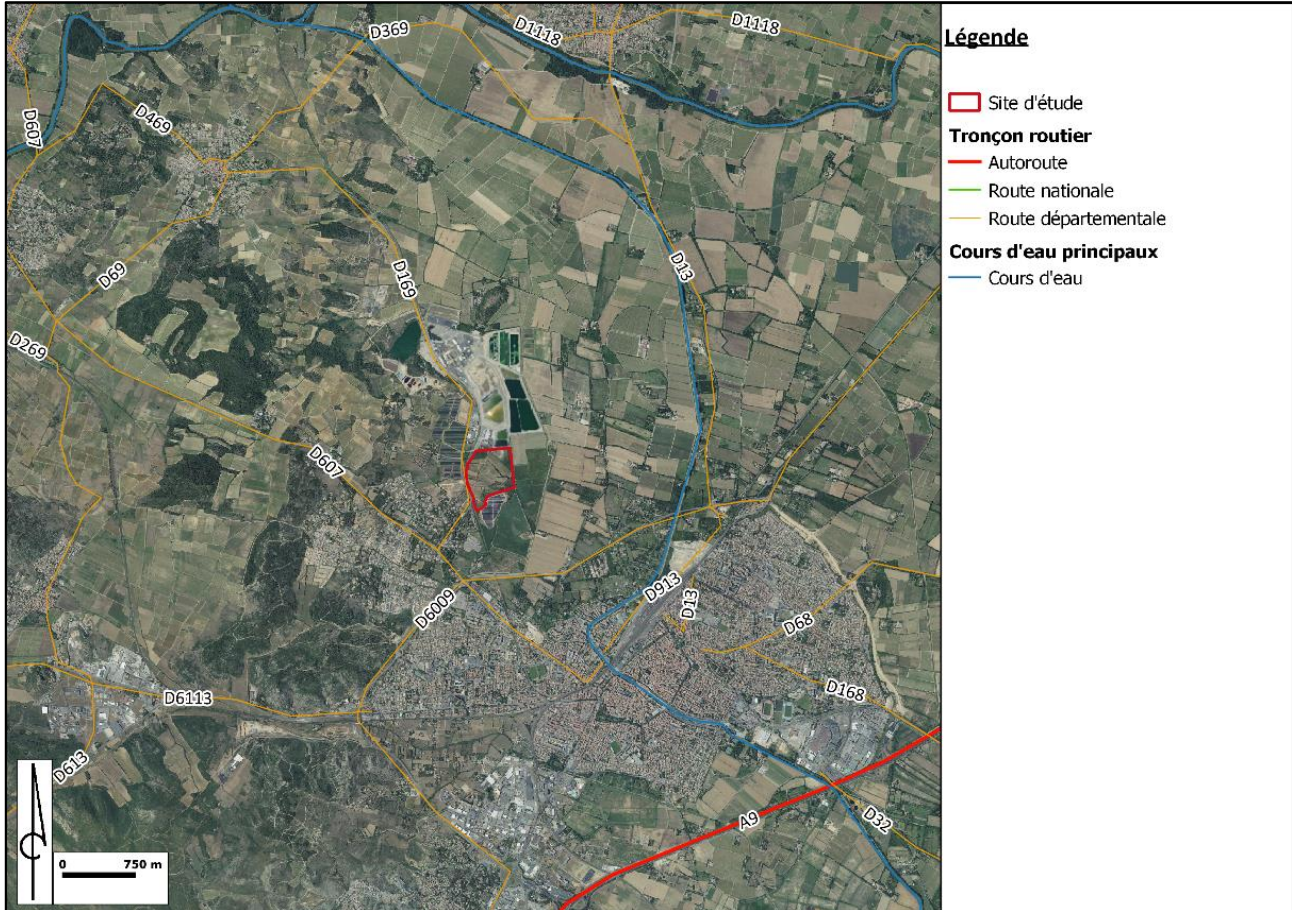 D369
D1118
D1118
D607
D469
D69
D169
D13
D269
D607
D6009
D913
D13
D68
D168
D6113
D613
A9
D32
0 750 m
Légende
Site d'étude
Tronçon routier
Autoroute
Route nationale
Route départementale
Cours d'eau principaux
Cours d'eau